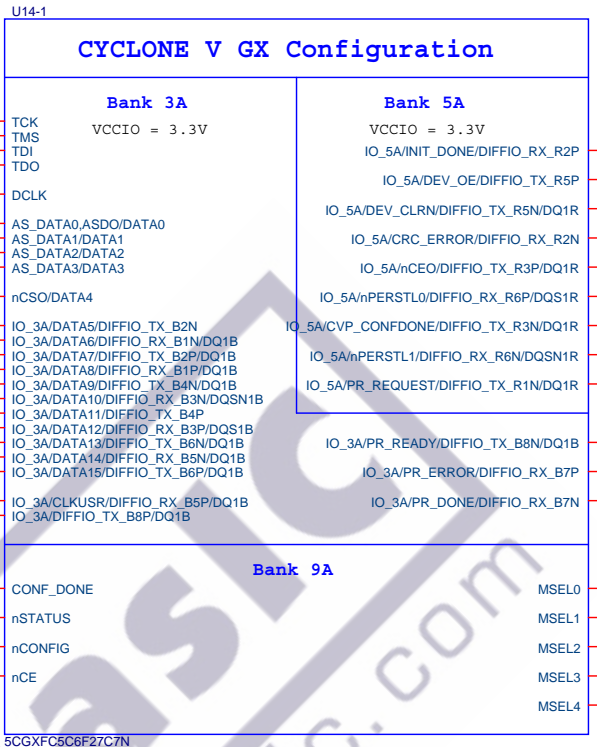 U14-1
CYCLONE V GX Configuration
Bank 3A
VCCIO = 3.3V
TCK
TMS
TDI
TDO
DCLK
AS_DATA0,ASDO/DATA0
AS_DATA1/DATA1
AS_DATA2/DATA2
AS_DATA3/DATA3
nCSO/DATA4
IO_3A/DATA5/DIFFIO_TX_B2N
IO_3A/DATA6/DIFFIO_RX_B1N/DQ1B
IO_3A/DATA7/DIFFIO_TX_B2P/DQ1B
IO_3A/DATA8/DIFFIO_RX_B1P/DQ1B
IO_3A/DATA9/DIFFIO_TX_B4N/DQ1B
IO_3A/DATA10/DIFFIO_RX_B3N/DQSN1B
IO_3A/DATA11/DIFFIO_TX_B4P
IO_3A/DATA12/DIFFIO_RX_B3P/DQS1B
IO_3A/DATA13/DIFFIO_TX_B6N/DQ1B
IO_3A/DATA14/DIFFIO_RX_B5N/DQ1B
IO_3A/DATA15/DIFFIO_TX_B6P/DQ1B
IO_3A/CLKUSR/DIFFIO_RX_B5P/DQ1B
IO_3A/DIFFIO_TX_B8P/DQ1B
Bank 5A
VCCIO = 3.3V
IO_5A/INIT_DONE/DIFFIO_RX_R2P
IO_5A/DEV_OE/DIFFIO_TX_R5P
IO_5A/DEV_CLRN/DIFFIO_TX_R5N/DQ1R
IO_5A/CRC_ERROR/DIFFIO_RX_R2N
IO_5A/nCEO/DIFFIO_TX_R3P/DQ1R
IO_5A/nPERSTL0/DIFFIO_RX_R6P/DQS1R
IO_5A/CVP_CONFDONE/DIFFIO_TX_R3N/DQ1R
IO_5A/nPERSTL1/DIFFIO_RX_R6N/DQSN1R
IO_5A/PR_REQUEST/DIFFIO_TX_R1N/DQ1R
IO_3A/PR_READY/DIFFIO_TX_B8N/DQ1B
IO_3A/PR_ERROR/DIFFIO_RX_B7P
IO_3A/PR_DONE/DIFFIO_RX_B7N
Bank 9A
CONF_DONE
nSTATUS
nCONFIG
nCE
MSEL0
MSEL1
MSEL2
MSEL3
MSEL4
5CGXFC5C6F27C7N
asic
ic.com